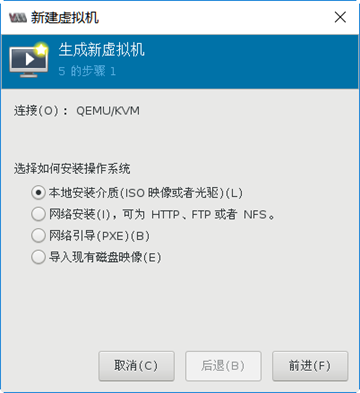 新建虚拟机
生成新虚拟机
5 的步骤 1
连接(O)： QEMU/KVM
选择如何安装操作系统
本地安装介质(ISO 映像或者光驱)(L)
网络安装(I)，可为 HTTP、FTP 或者 NFS。
网络引导(PXE)(B)
导入现有磁盘映像(E)
取消(C) 后退(B) 前进(F)